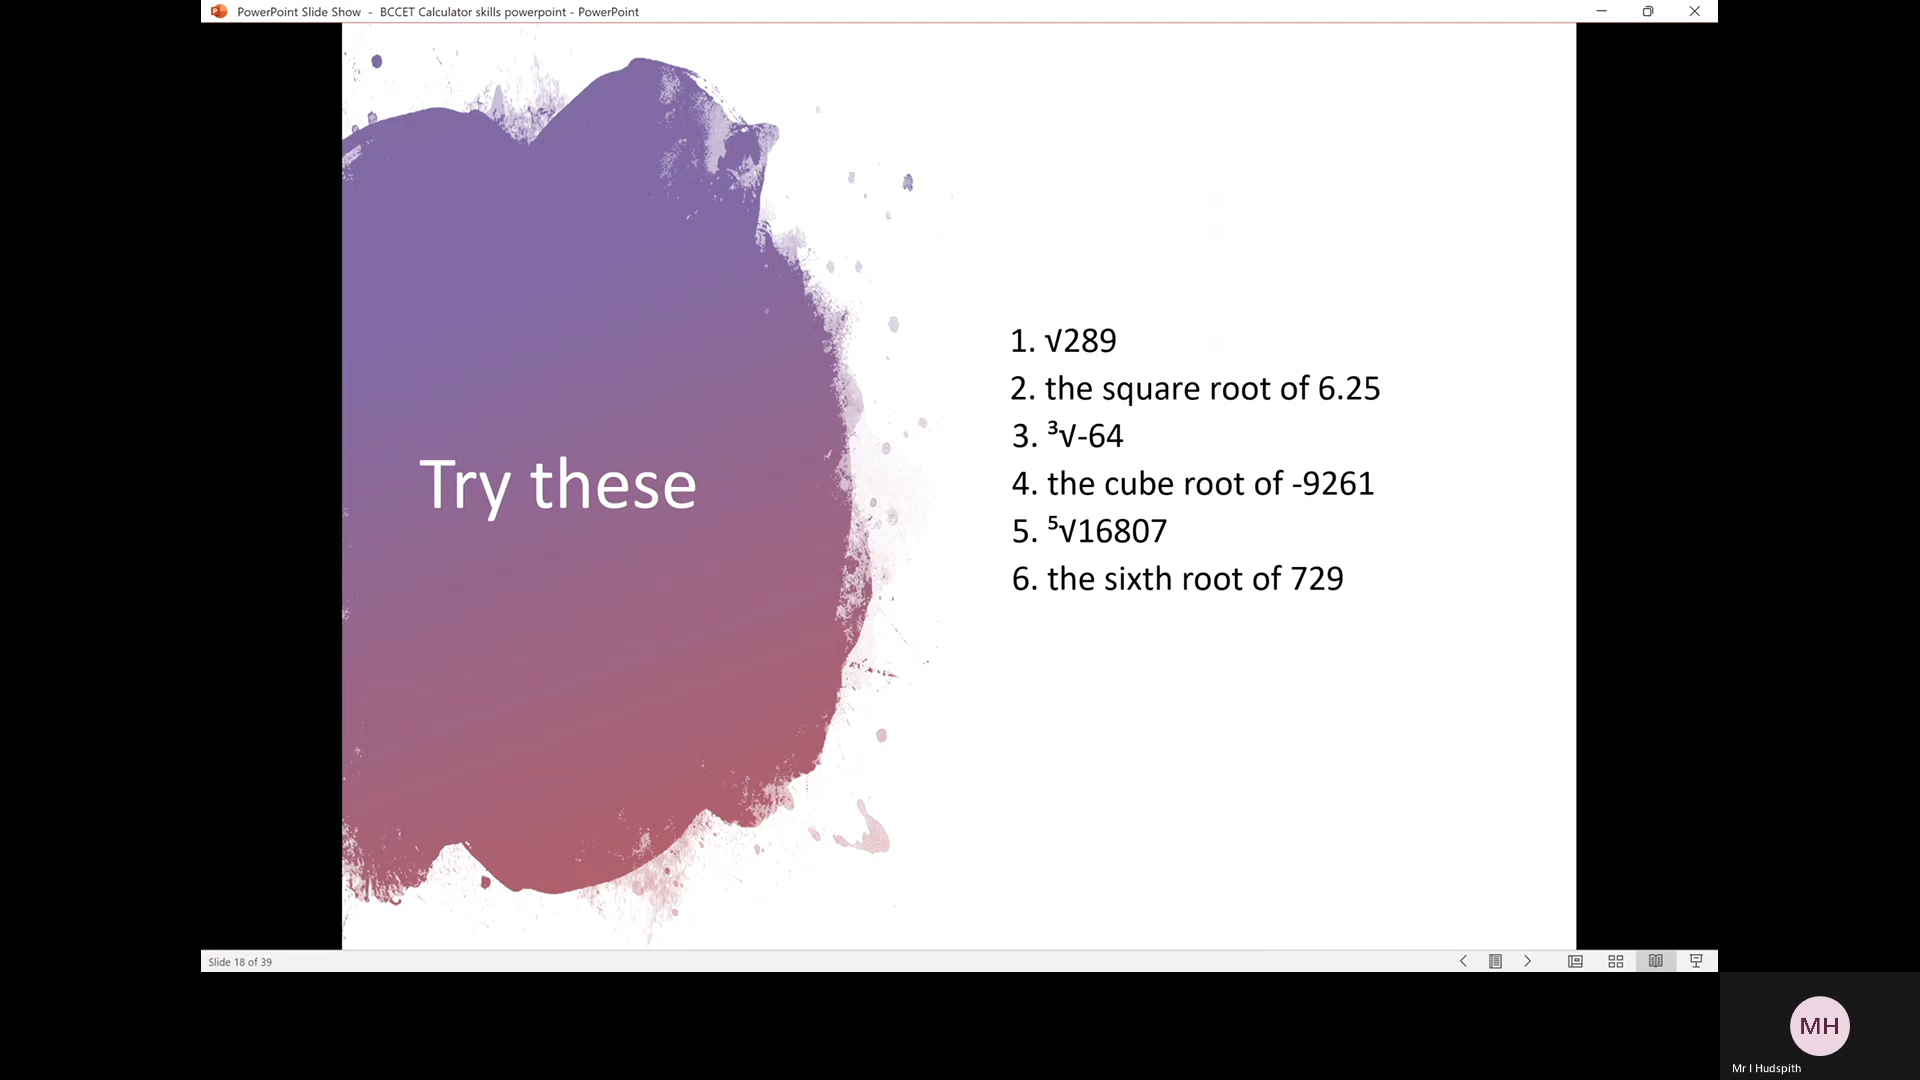 PowerPoint Slide Show - BCCET Calculator skills powerpoint - PowerPoint
Try these
1. √289
2. the square root of 6.25
3. ³√-64
4. the cube root of -9261
5. ⁵√16807
6. the sixth root of 729
Slide 18 of 39
MH
Mr I Hudspith